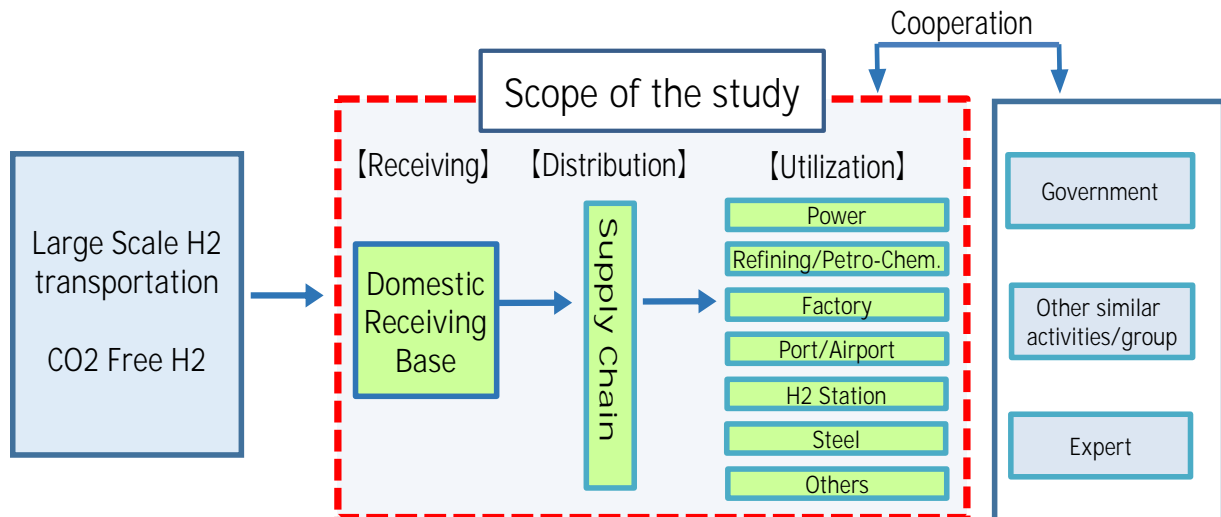 Cooperation
Scope of the study
【Receiving】
【Distribution】
【Utilization】
Large Scale H2
transportation
CO2 Free H2
Domestic
Receiving
Base
Supply Chain
Power
Refining/Petro-Chem.
Factory
Port/Airport
H2 Station
Steel
Others
Government
Other similar
activities/group
Expert